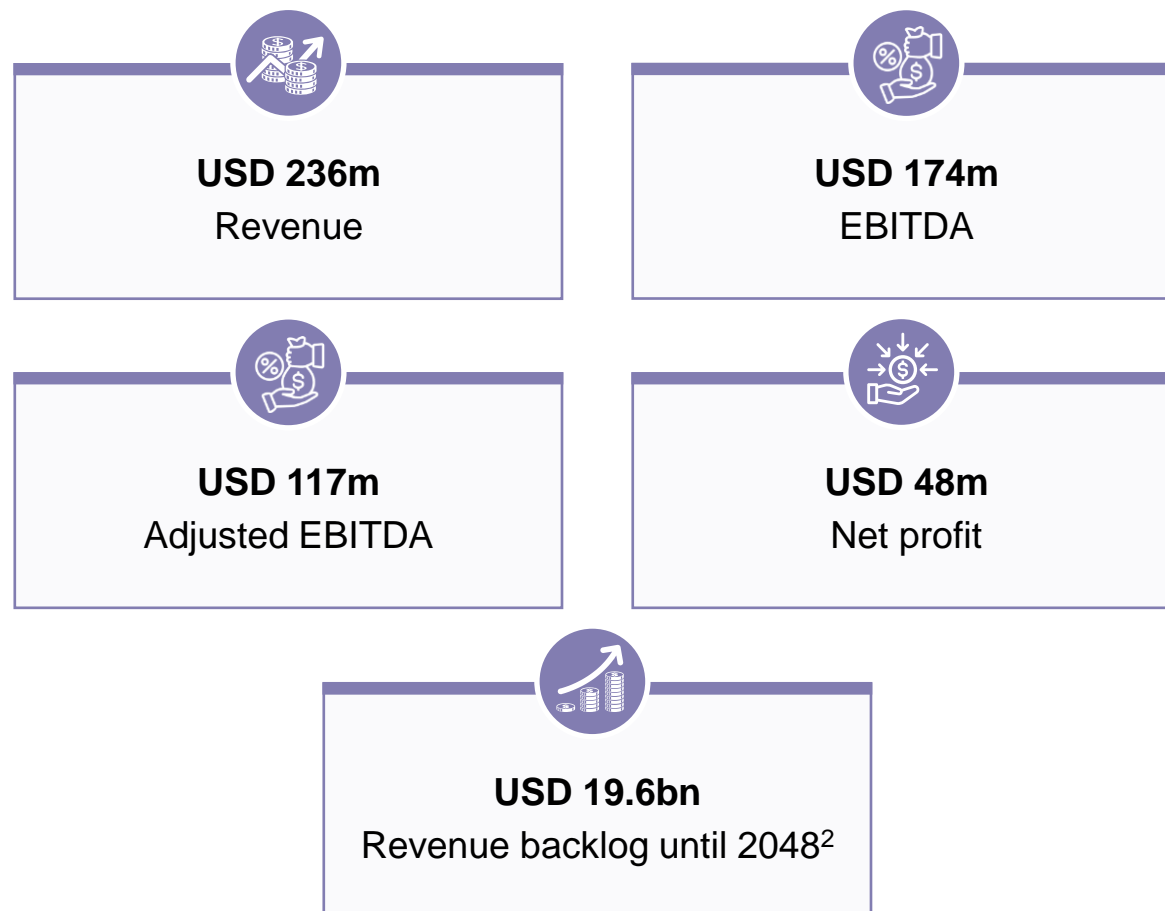 USD 236m
Revenue
USD 174m
EBITDA
USD 117m
Adjusted EBITDA
USD 48m
Net profit
USD 19.6bn
Revenue backlog until 2048²